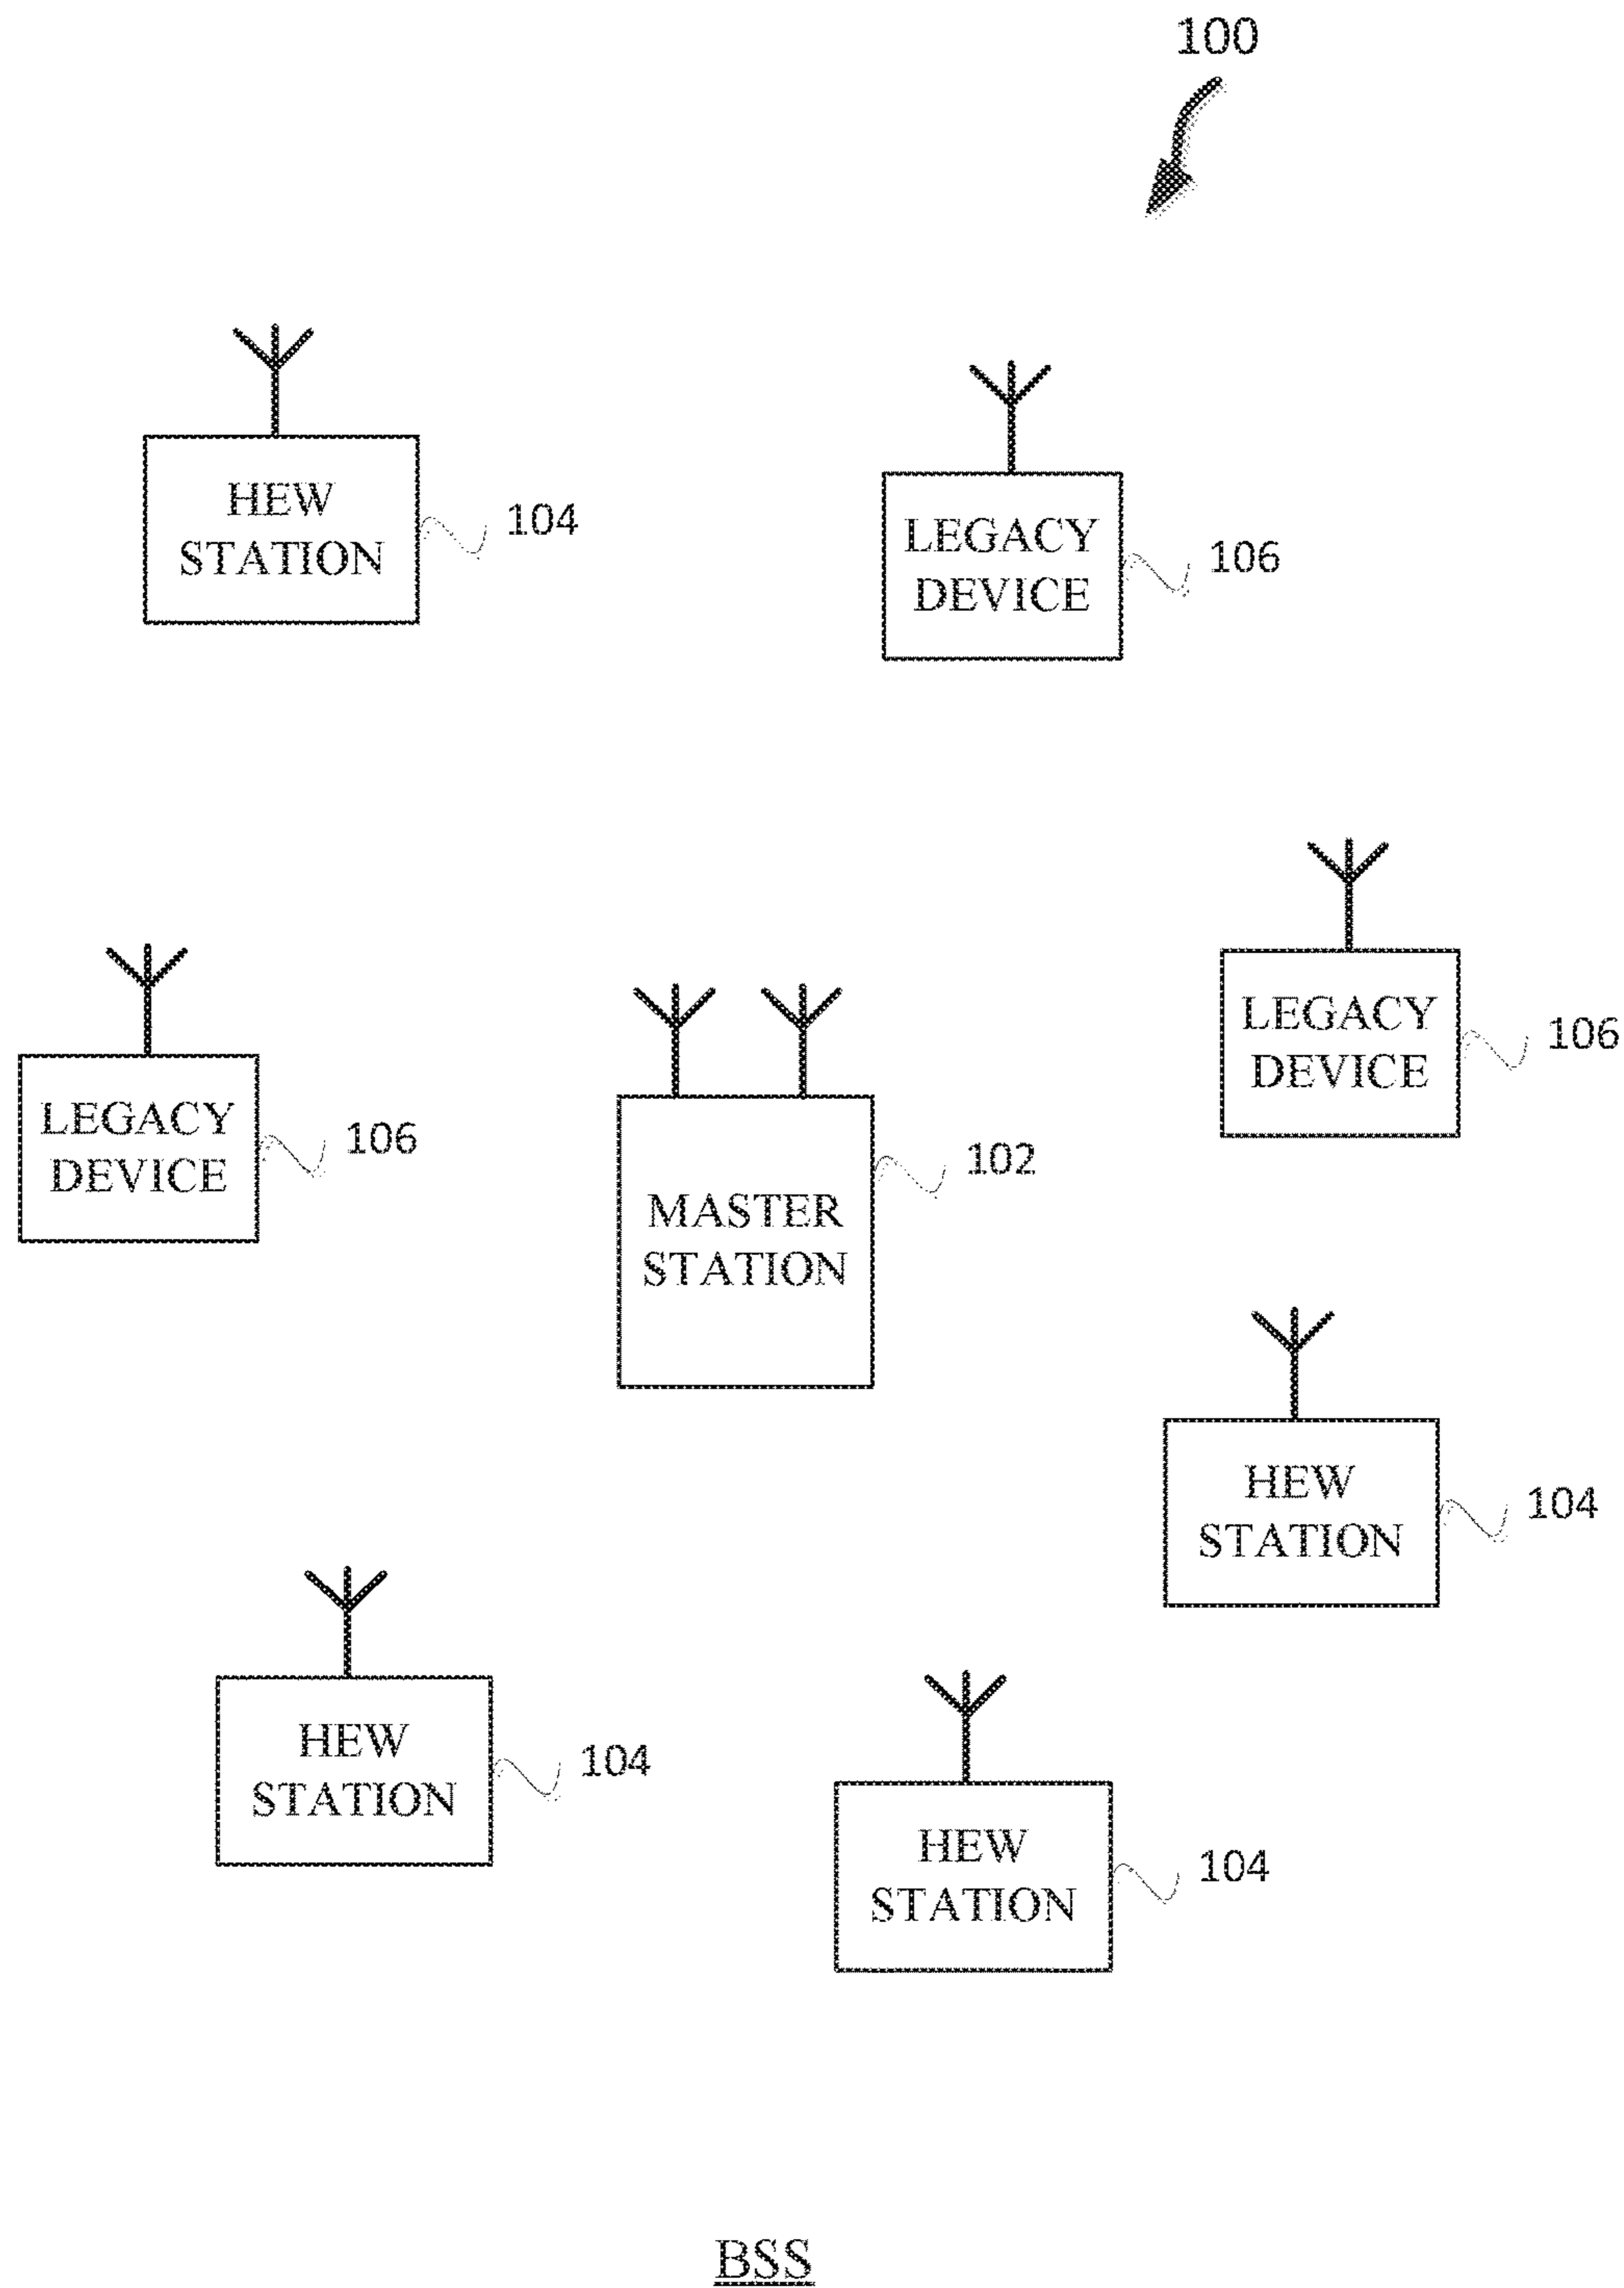 100
HEW
STATION
104
LEGACY
DEVICE
106
LEGACY
DEVICE
106
LEGACY
DEVICE
106
MASTER
STATION
102
HEW
STATION
104
HEW
STATION
104
HEW
STATION
104
BSS